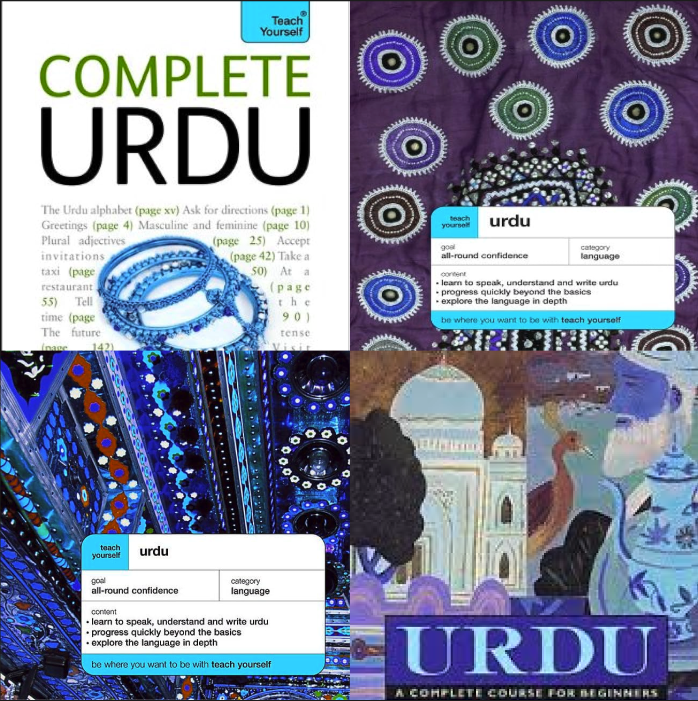 Teach®
Yourself
COMPLETE
URDU
The Urdu alphabet (page xv) Ask for directions (page 1)
Greetings (page 4) Masculine and feminine (page 10)
Plural adjectives (page 25) Accept
invitations (page 42) Take a
taxi (page 50) At a
restaurant (page
55) Tell the
time (page 90)
The future tense
(page 142) Visit
teach
yourself
urdu
goal
all-round confidence
category
language
content
• learn to speak, understand and write urdu
• progress quickly beyond the basics
• explore the language in depth
be where you want to be with teach yourself
teach
yourself
urdu
goal
all-round confidence
category
language
content
• learn to speak, understand and write urdu
• progress quickly beyond the basics
• explore the language in depth
be where you want to be with teach yourself
URDU
A COMPLETE COURSE FOR BEGINNERS